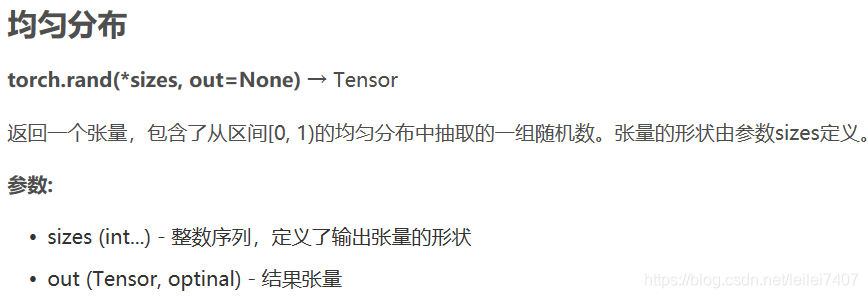 均匀分布
torch.rand(*sizes, out=None) → Tensor
返回一个张量，包含了从区间[0, 1)的均匀分布中抽取的一组随机数。张量的形状由参数sizes定义。
参数:
• sizes (int...) - 整数序列，定义了输出张量的形状
• out (Tensor, optinal) - 结果张量
https://blog.csdn.net/leilei7407